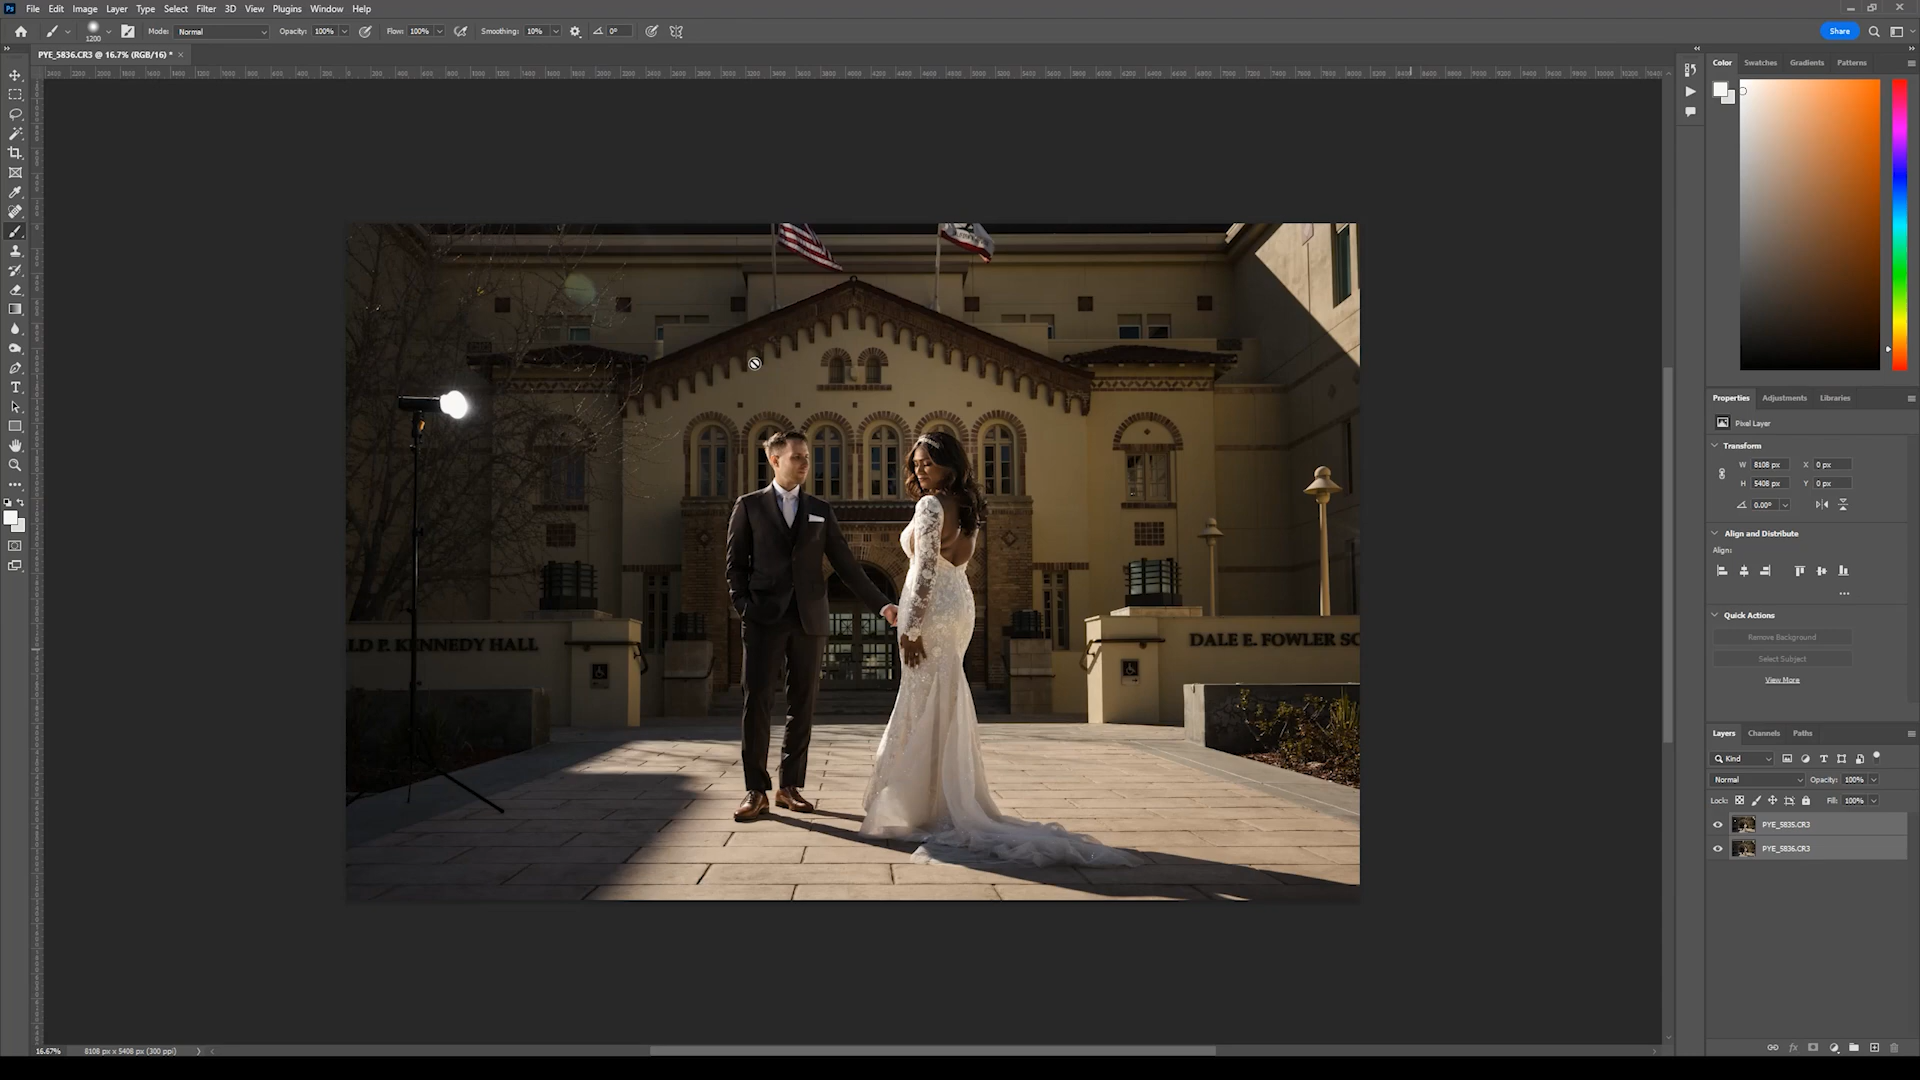 Ps File Edit Image Layer Type Select Filter 3D View Plugins Window Help
1200 Mode: Normal Opacity: 100% Flow: 100% Smoothing: 10% 0° Share
PYE_5836.CR3 @ 16.7% (RGB/16) *
Color Swatches Gradients Patterns
Properties Adjustments Libraries
Pixel Layer
Transform
W 8108 px X 0 px
H 5408 px Y 0 px
0.00°
Align and Distribute
Align:
Quick Actions
Remove Background
Select Subject
View More
LD P. KENNEDY HALL
DALE E. FOWLER SC
Layers Channels Paths
Kind
Normal Opacity: 100%
Lock: Fill: 100%
PYE_5835.CR3
PYE_5836.CR3
fx
16.67% 8108 px x 5408 px (300 ppi)